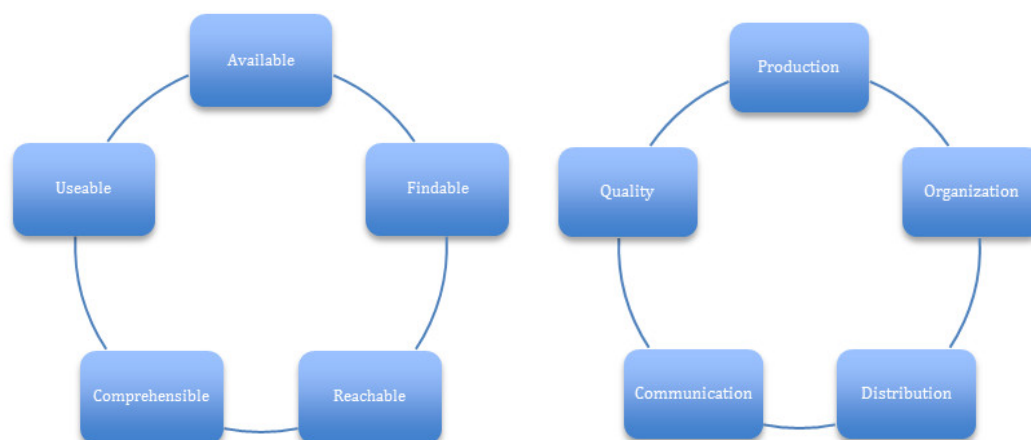 Available
Findable
Reachable
Comprehensible
Useable
Production
Organization
Distribution
Communication
Quality